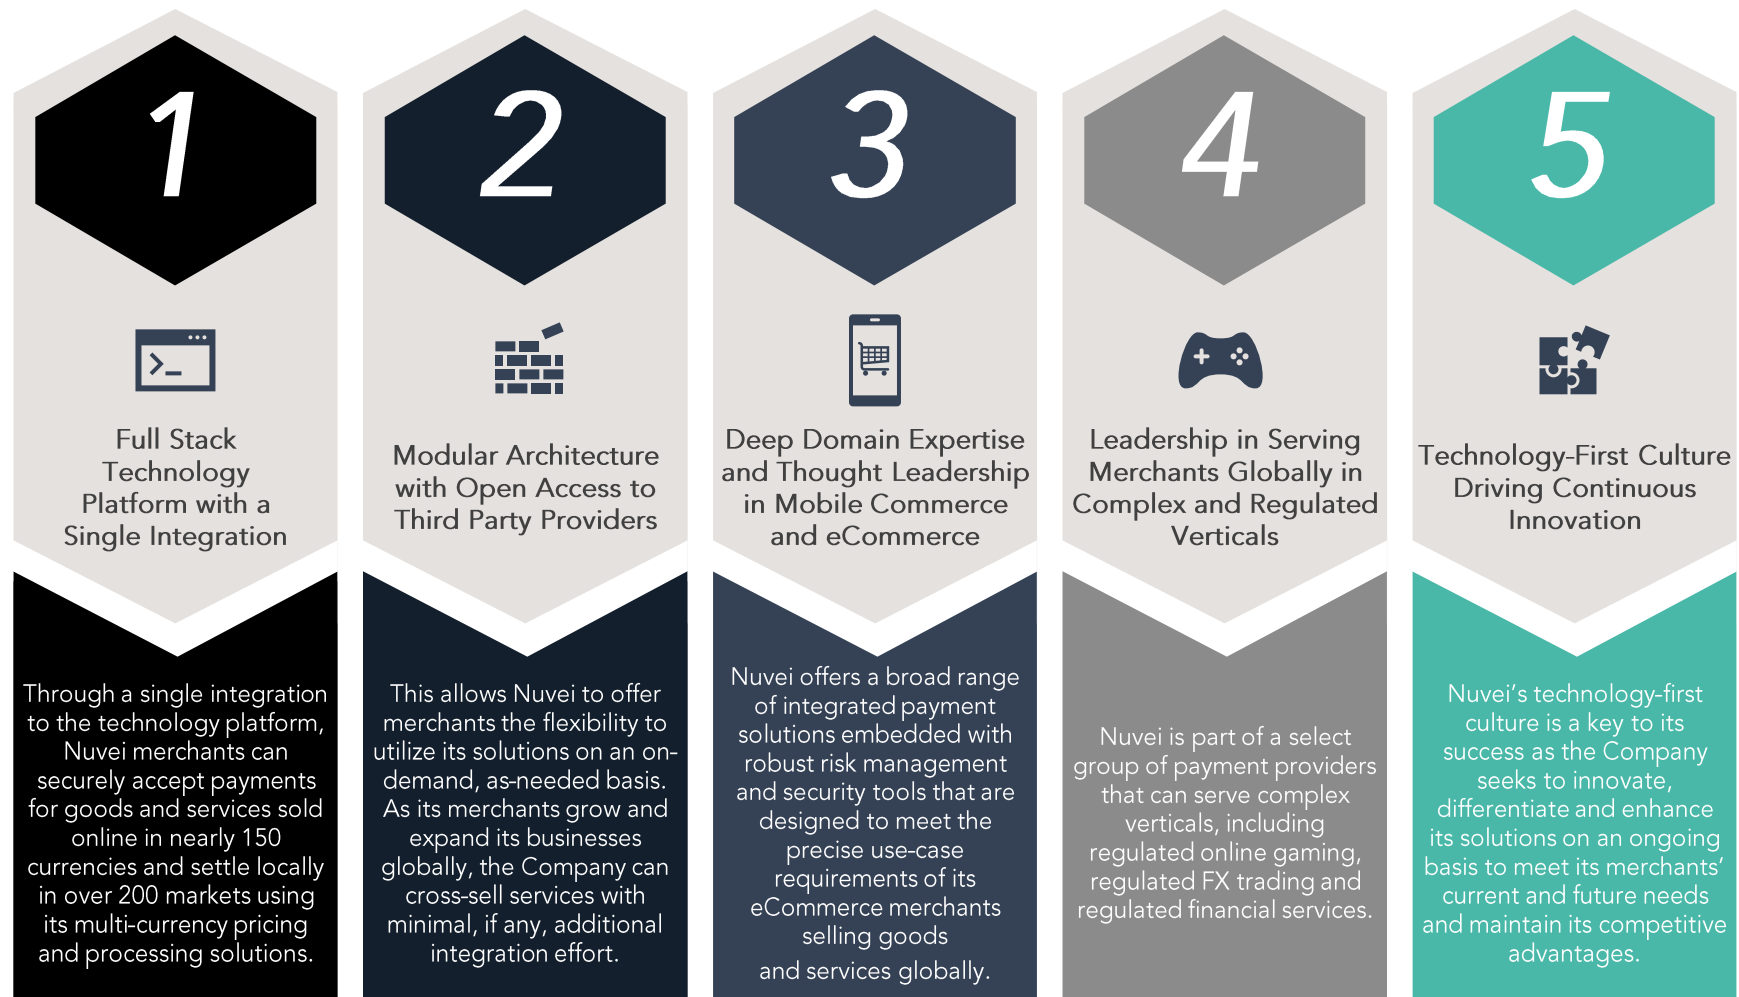 1
Full Stack
Technology
Platform with a
Single Integration
Through a single integration
to the technology platform,
Nuvei merchants can
securely accept payments
for goods and services sold
online in nearly 150
currencies and settle locally
in over 200 markets using
its multi-currency pricing
and processing solutions.
2
Modular Architecture
with Open Access to
Third Party Providers
This allows Nuvei to offer
merchants the flexibility to
utilize its solutions on an on-
demand, as-needed basis.
As its merchants grow and
expand its businesses
globally, the Company can
cross-sell services with
minimal, if any, additional
integration effort.
3
Deep Domain Expertise
and Thought Leadership
in Mobile Commerce
and eCommerce
Nuvei offers a broad range
of integrated payment
solutions embedded with
robust risk management
and security tools that are
designed to meet the
precise use-case
requirements of its
eCommerce merchants
selling goods
and services globally.
4
Leadership in Serving
Merchants Globally in
Complex and Regulated
Verticals
Nuvei is part of a select
group of payment providers
that can serve complex
verticals, including
regulated online gaming,
regulated FX trading and
regulated financial services.
5
Technology-First Culture
Driving Continuous
Innovation
Nuvei’s technology-first
culture is a key to its
success as the Company
seeks to innovate,
differentiate and enhance
its solutions on an ongoing
basis to meet its merchants’
current and future needs
and maintain its competitive
advantages.